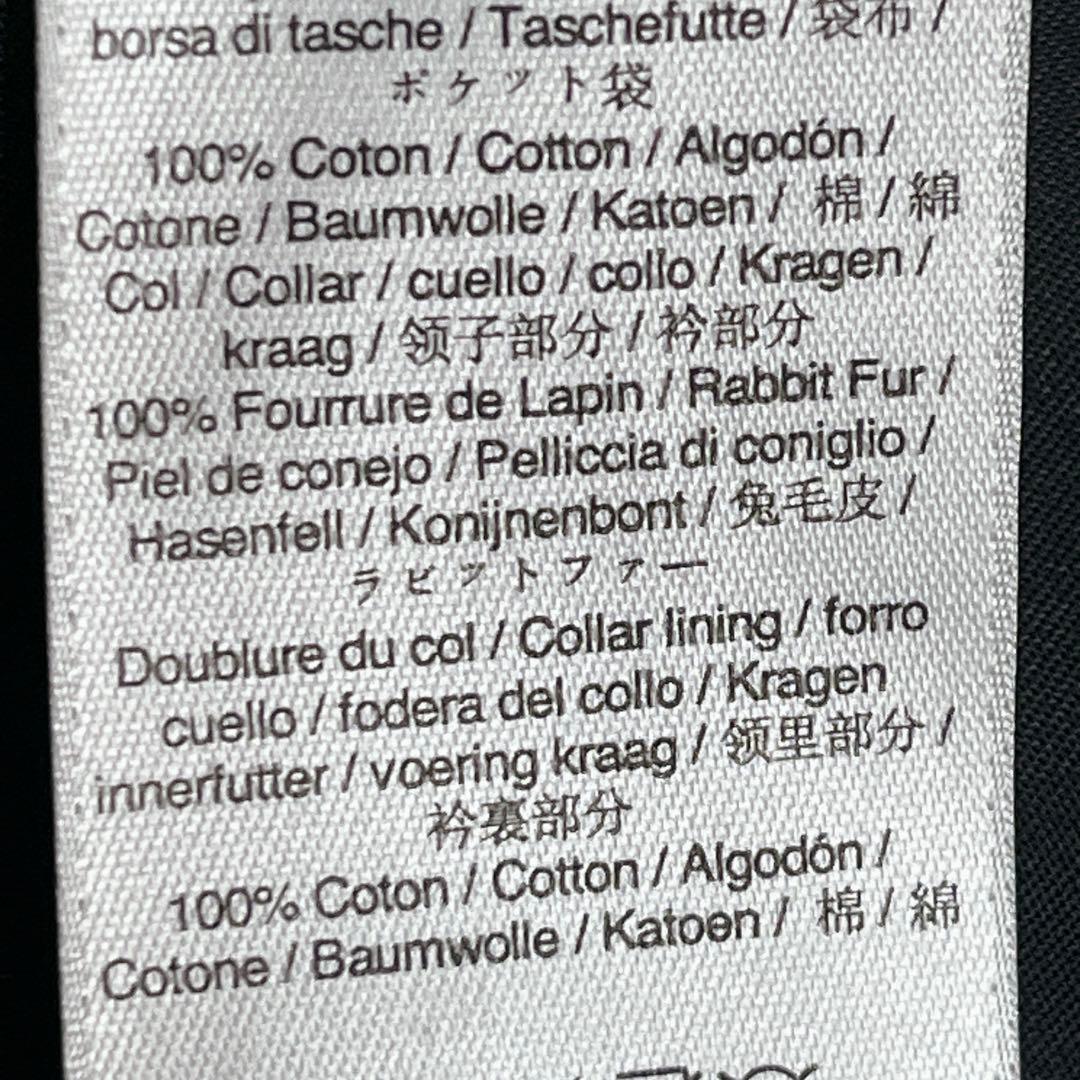 borsa di tasche / Taschefutte / 袋布 /
ポケット袋
100% Coton / Cotton / Algodón /
Cotone / Baumwolle / Katoen / 棉 / 綿
Col / Collar / cuello / collo / Kragen /
kraag / 领子部分 / 衿部分
100% Fourrure de Lapin / Rabbit Fur /
Piel de conejo / Pelliccia di coniglio /
Hasenfell / Konijnenbont / 兔毛皮 /
ラビットファー
Doublure du col / Collar lining / forro
cuello / fodera del collo / Kragen
innerfutter / voering kraag / 领里部分 /
衿裏部分
100% Coton / Cotton / Algodón /
Cotone / Baumwolle / Katoen / 棉 / 綿